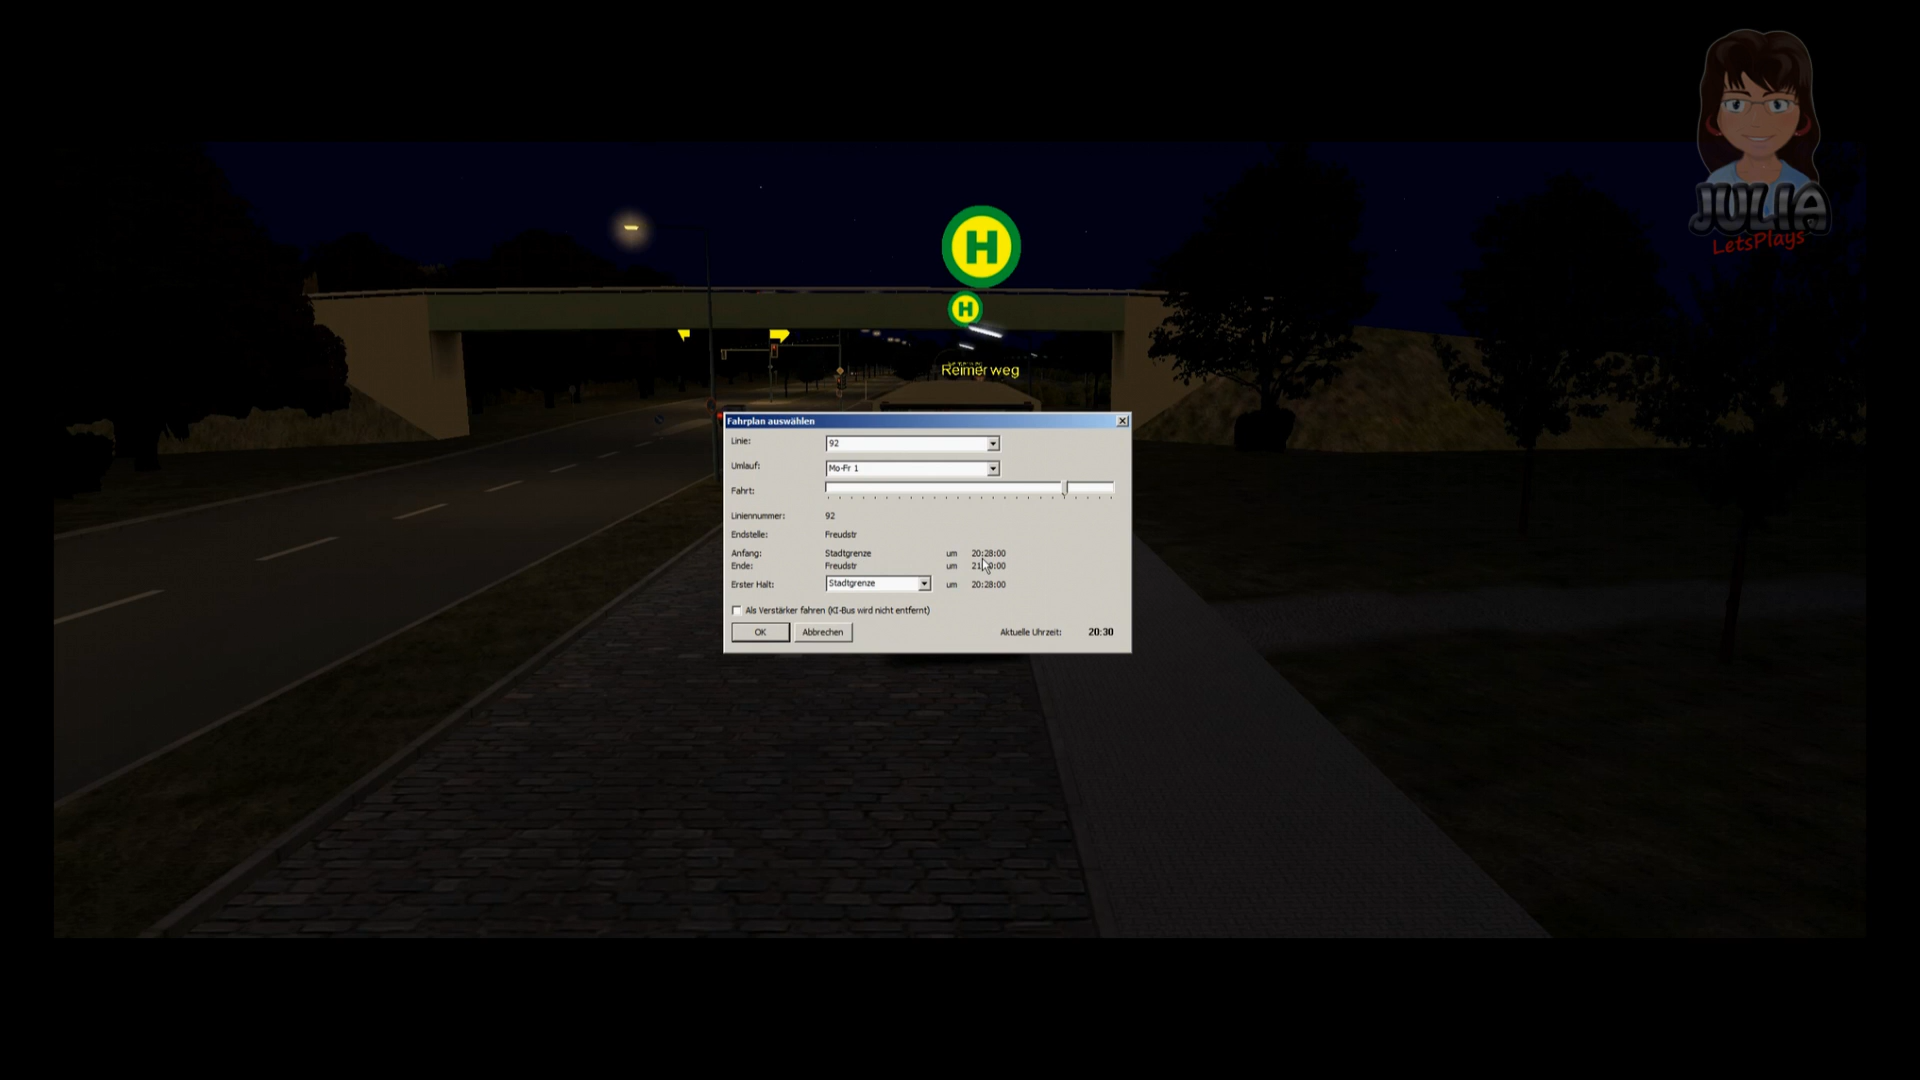 JULIA
LetsPlays
H
H
Reimerweg
Fahrplan auswählen
Linie: 92
Umlauf: Mo-Fr 1
Fahrt:
Liniennummer: 92
Endstelle: Freudstr
Anfang: Stadtgrenze um 20:28:00
Ende: Freudstr um
Erster Halt: Stadtgrenze um 20:28:00
Als Verstärker fahren (KI-Bus wird nicht entfernt)
OK Abbrechen Aktuelle Uhrzeit: 20:30